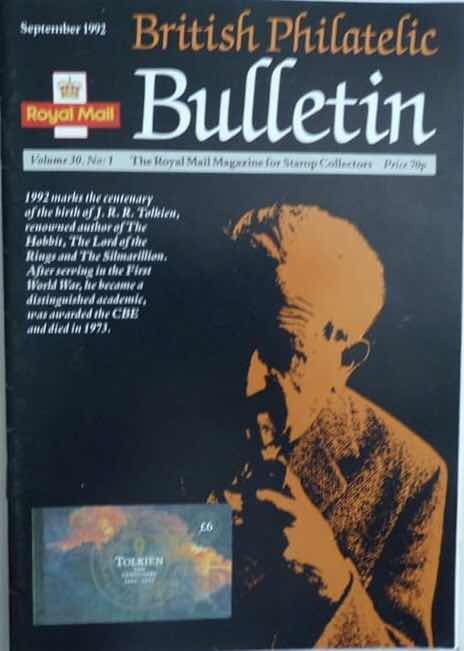 September 1992
British Philatelic
Bulletin
Royal Mail
Volume 30, No: 1 The Royal Mail Magazine for Stamp Collectors Price 70p
1992 marks the centenary
of the birth of J. R. R. Tolkien,
renowned author of The
Hobbit, The Lord of the
Rings and The Silmarillion.
After serving in the First
World War, he became a
distinguished academic,
was awarded the CBE
and died in 1973.
£6
TOLKIEN
THE
CENTENARY